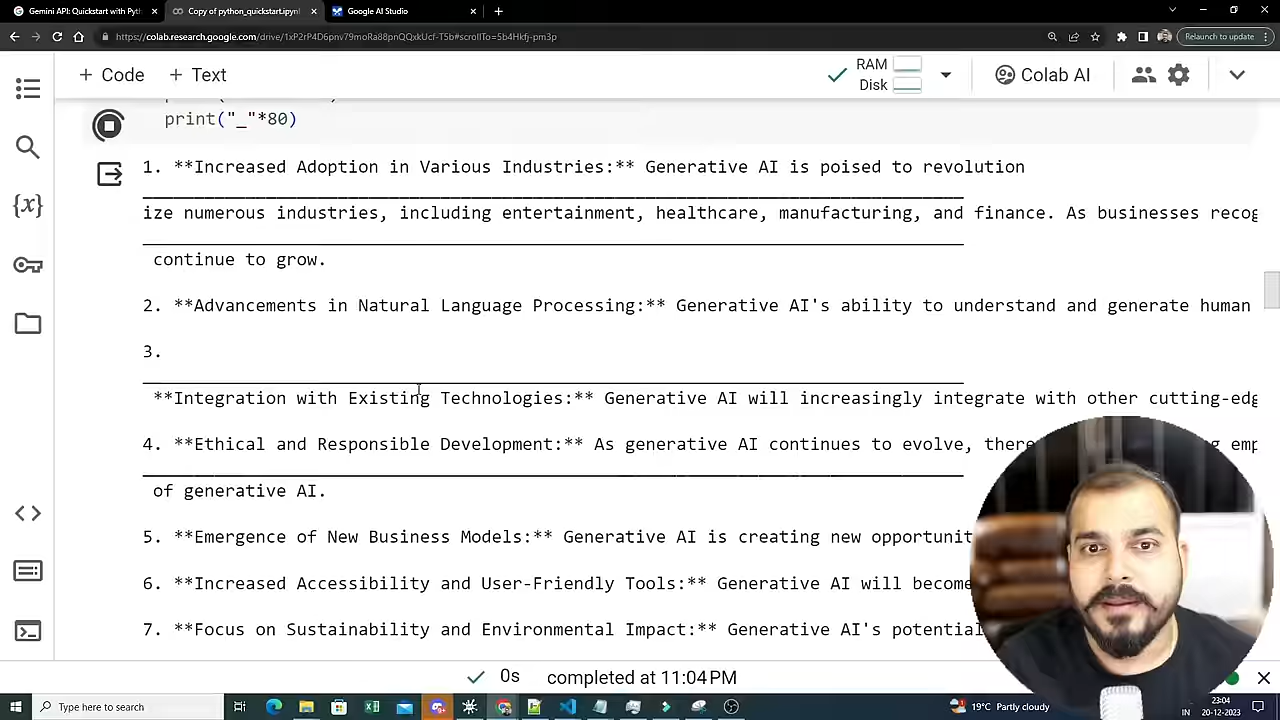 Gemini API: Quickstart with Pyth
Copy of python_quickstart.ipynb
Google AI Studio
https://colab.research.google.com/drive/1xP2rP4D6pnv79moRa88pnQQxkUcf-T5b#scrollTo=5b4Hkfj-pm3p
Relaunch to update
+ Code + Text
RAM
Disk
Colab AI
print("_"*80)
1. **Increased Adoption in Various Industries:** Generative AI is poised to revolution
ize numerous industries, including entertainment, healthcare, manufacturing, and finance. As businesses recog
continue to grow.
2. **Advancements in Natural Language Processing:** Generative AI's ability to understand and generate human
3.
**Integration with Existing Technologies:** Generative AI will increasingly integrate with other cutting-edg
4. **Ethical and Responsible Development:** As generative AI continues to evolve, there emp
of generative AI.
5. **Emergence of New Business Models:** Generative AI is creating new opportunit
6. **Increased Accessibility and User-Friendly Tools:** Generative AI will become
7. **Focus on Sustainability and Environmental Impact:** Generative AI's potential
0s completed at 11:04 PM
Type here to search
19°C Partly cloudy
ENG
IN
23:04
20-12-2023